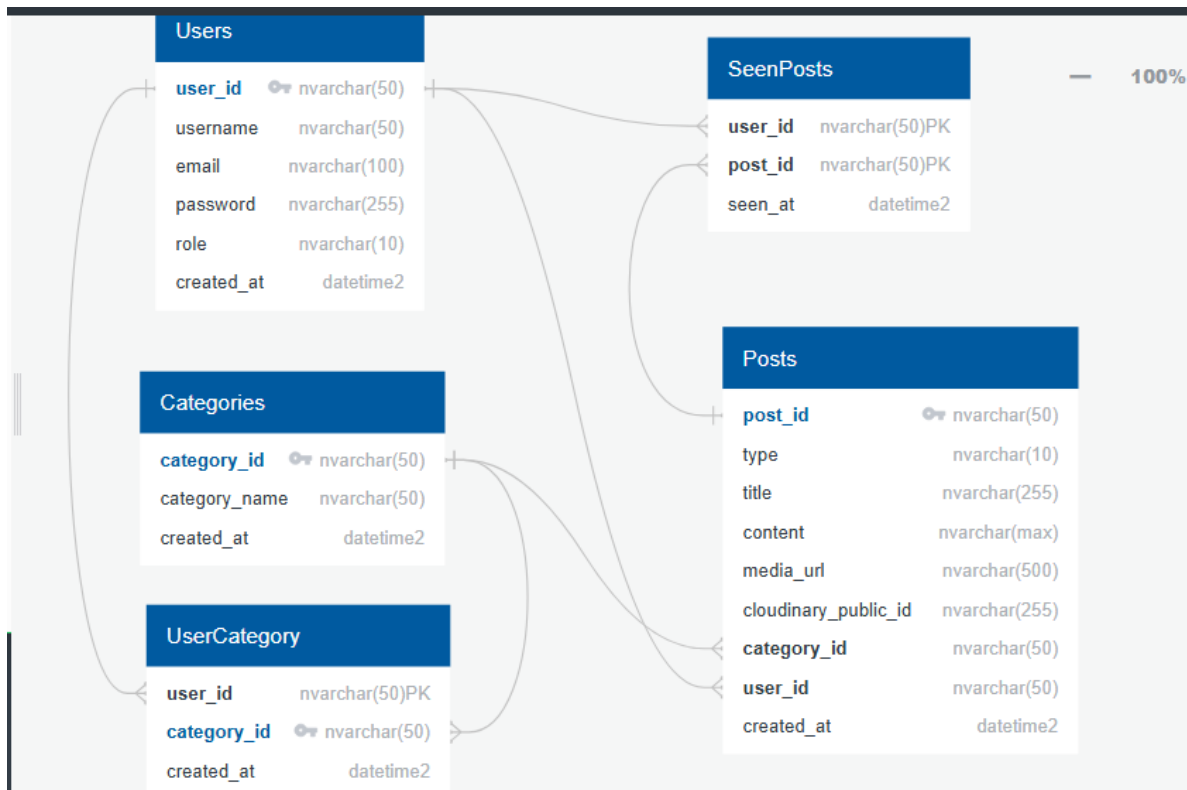 Users
user_id nvarchar(50)
username nvarchar(50)
email nvarchar(100)
password nvarchar(255)
role nvarchar(10)
created_at datetime2
SeenPosts
user_id nvarchar(50)PK
post_id nvarchar(50)PK
seen_at datetime2
100%
Categories
category_id nvarchar(50)
category_name nvarchar(50)
created_at datetime2
Posts
post_id nvarchar(50)
type nvarchar(10)
title nvarchar(255)
content nvarchar(max)
media_url nvarchar(500)
cloudinary_public_id nvarchar(255)
category_id nvarchar(50)
user_id nvarchar(50)
created_at datetime2
UserCategory
user_id nvarchar(50)PK
category_id nvarchar(50)
created_at datetime2